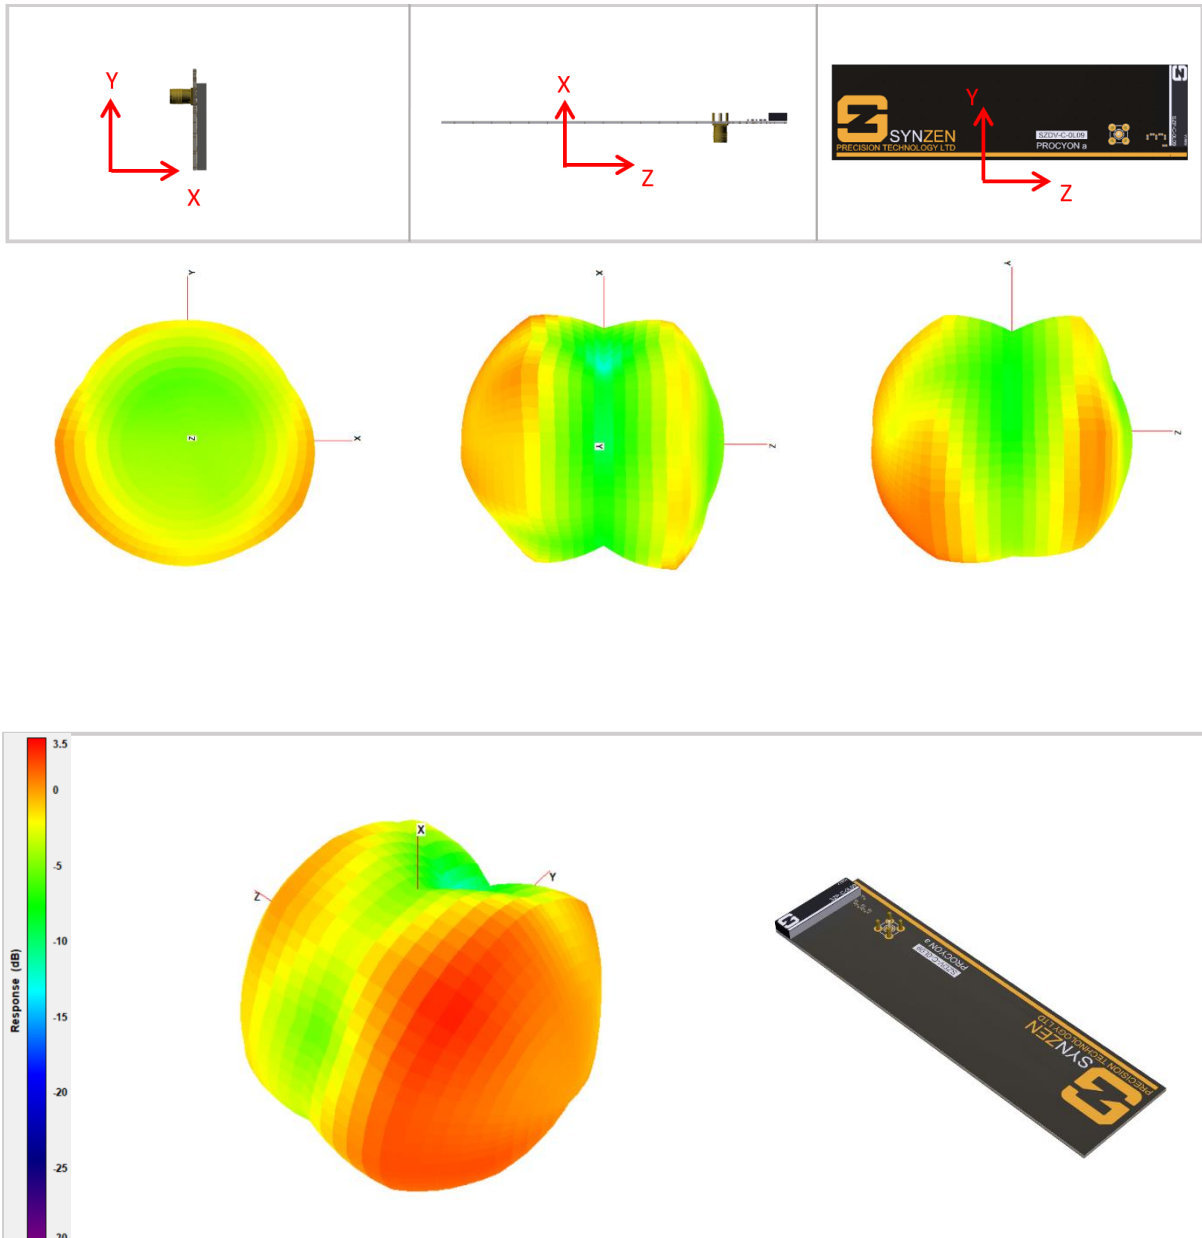 Y
X
X
Z
SYNZEN
PRECISION TECHNOLOGY LTD
Y
Z
SZDV-C-0L09
PROCYON a
Y
X
Z
X
Y
Z
Y
Z
3.5
0
-5
-10
-15
-20
-25
-30
Response (dB)
X
Y
Z
PROCYON a
SYNZEN
PRECISION TECHNOLOGY LTD